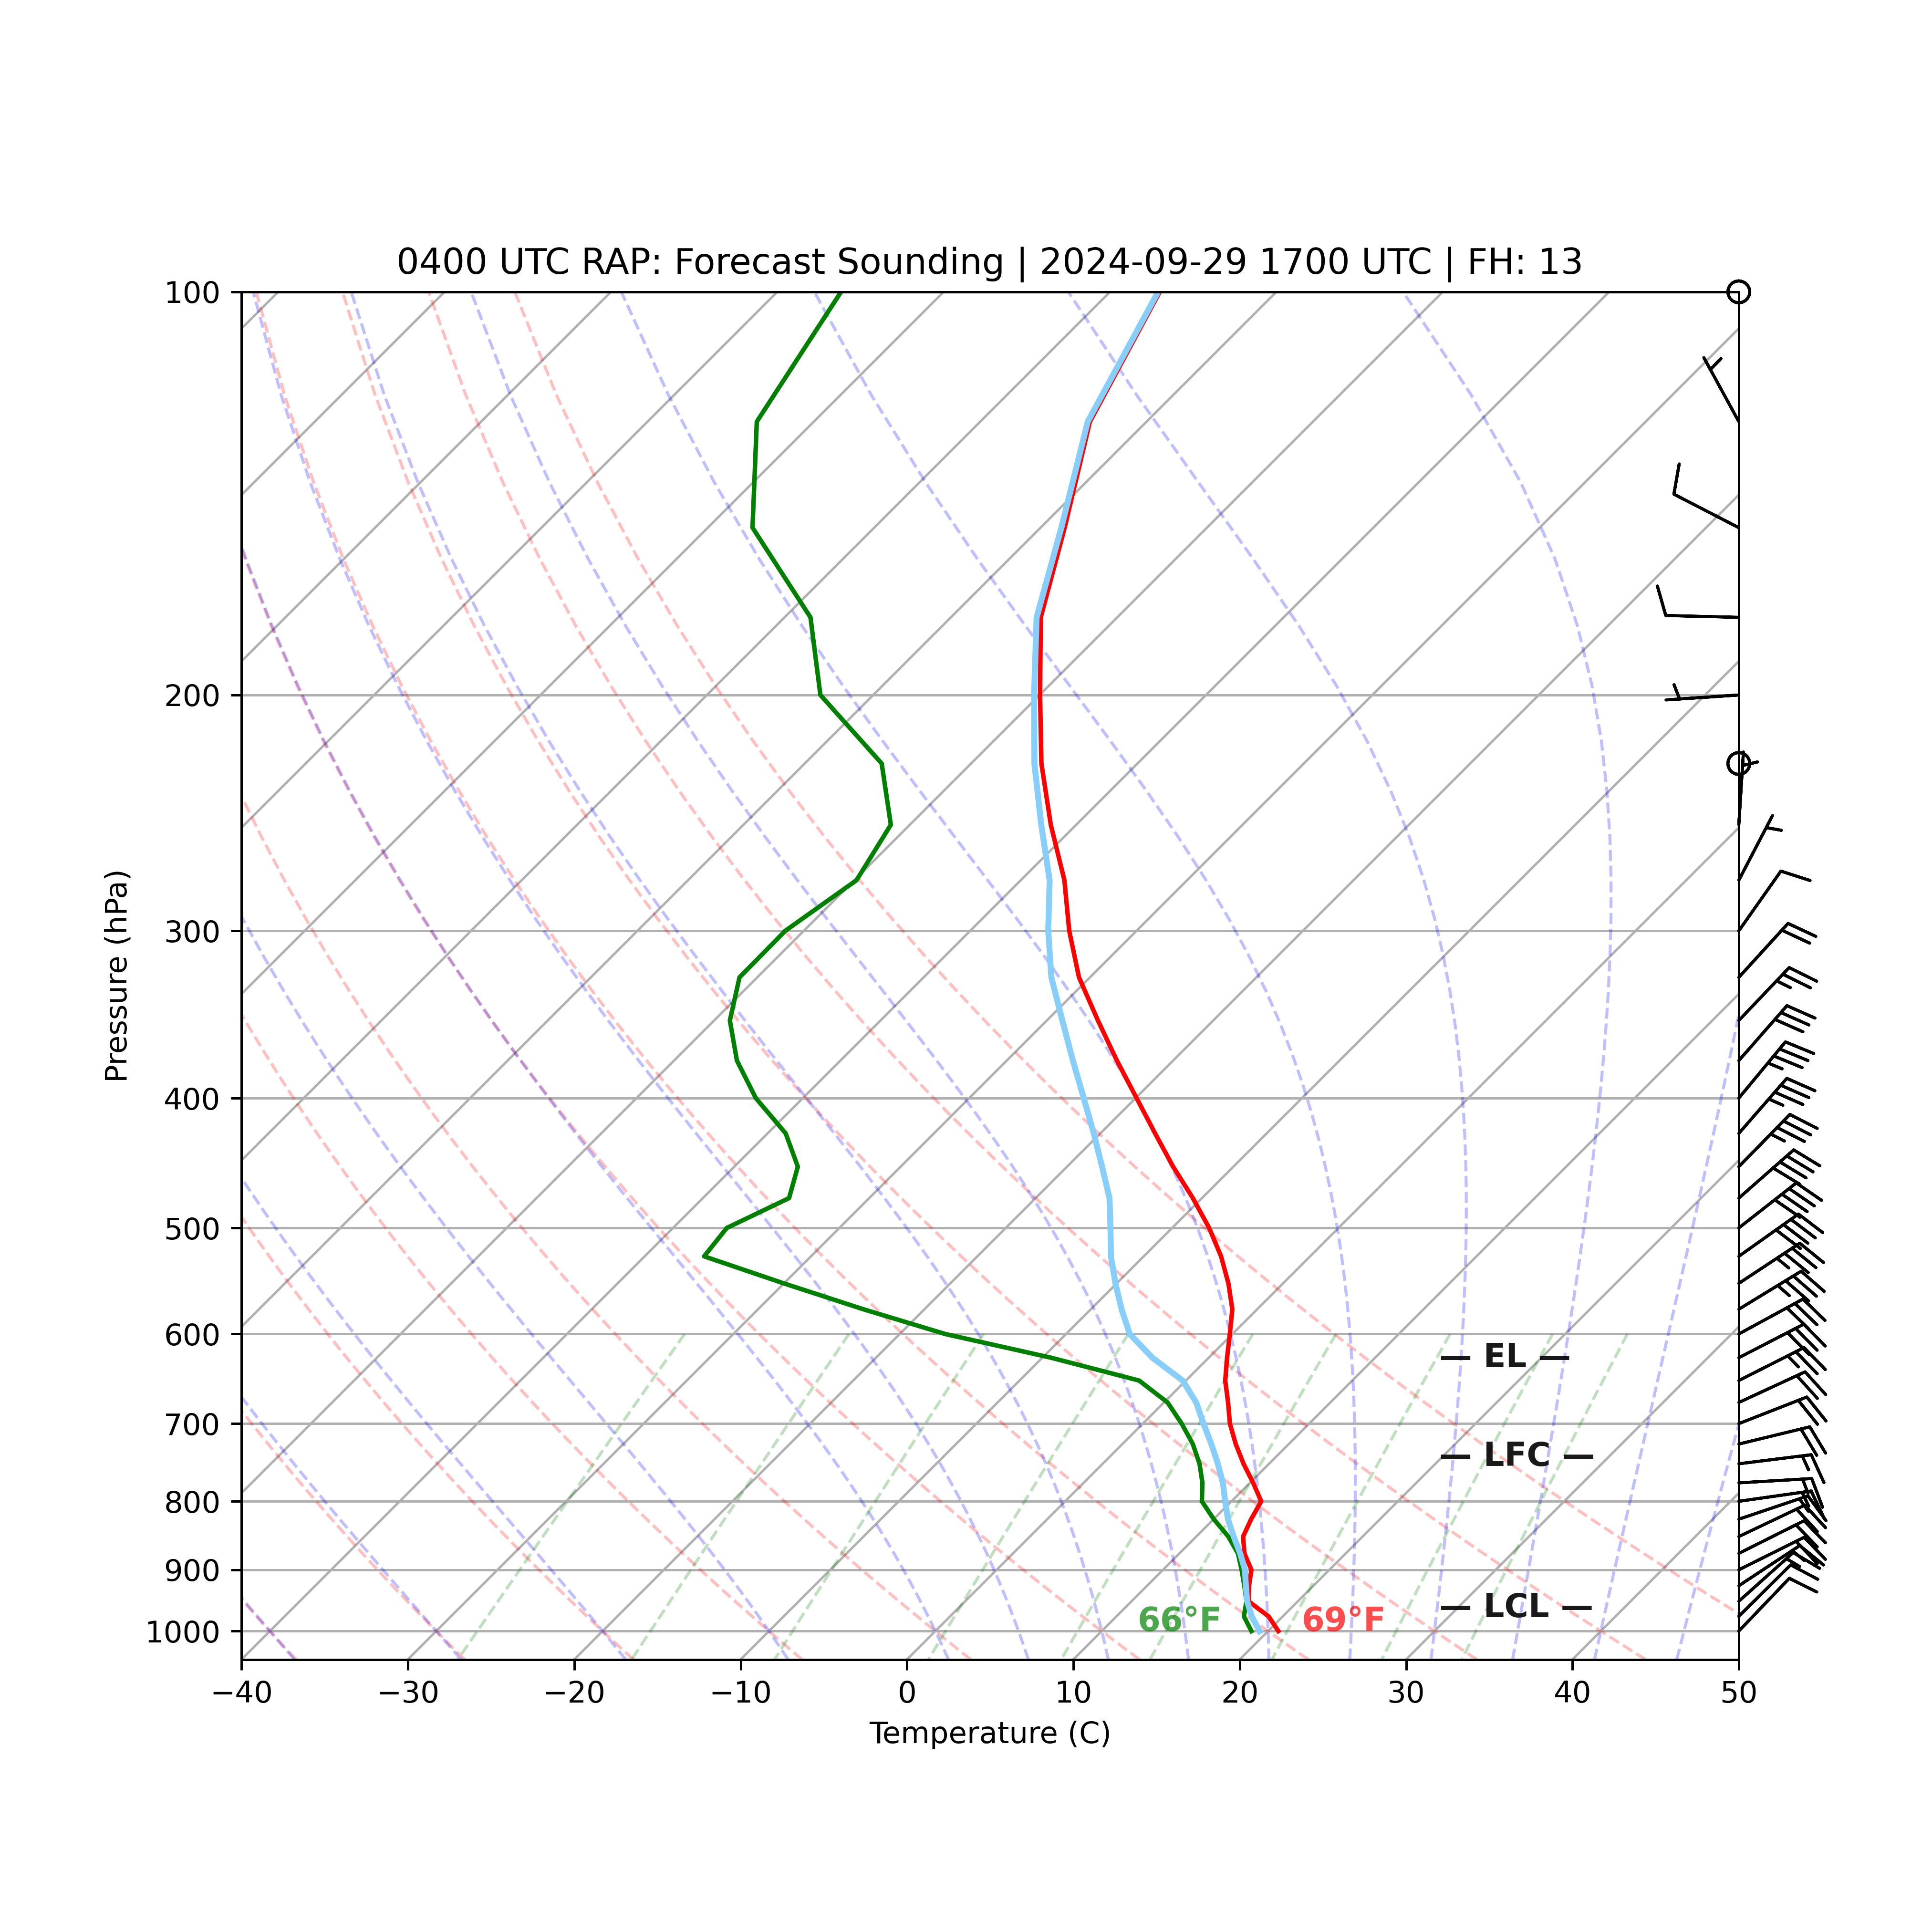 0400 UTC RAP: Forecast Sounding | 2024-09-29 1700 UTC | FH: 13
100
200
300
400
500
600
700
800
900
1000
Pressure (hPa)
— EL —
— LFC —
— LCL —
66°F 69°F
−40 −30 −20 −10 0 10 20 30 40 50
Temperature (C)